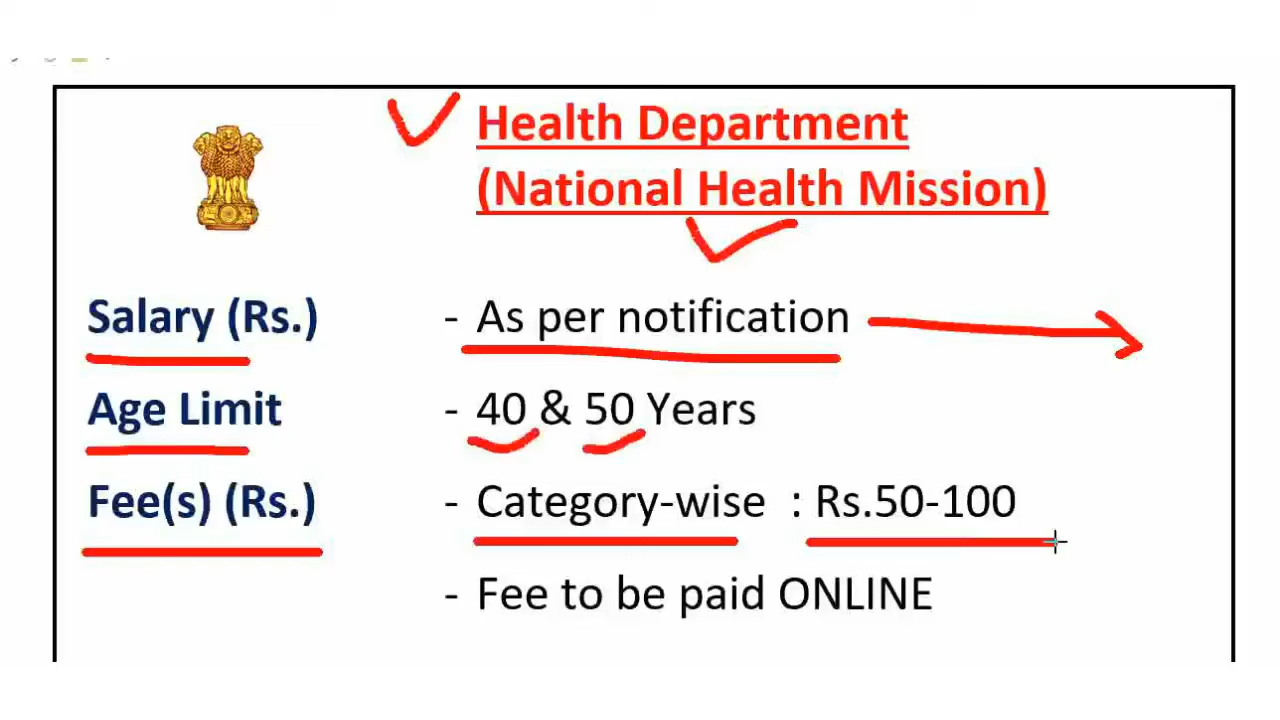 Health Department
(National Health Mission)
Salary (Rs.) - As per notification
Age Limit - 40 & 50 Years
Fee(s) (Rs.) - Category-wise : Rs.50-100
- Fee to be paid ONLINE